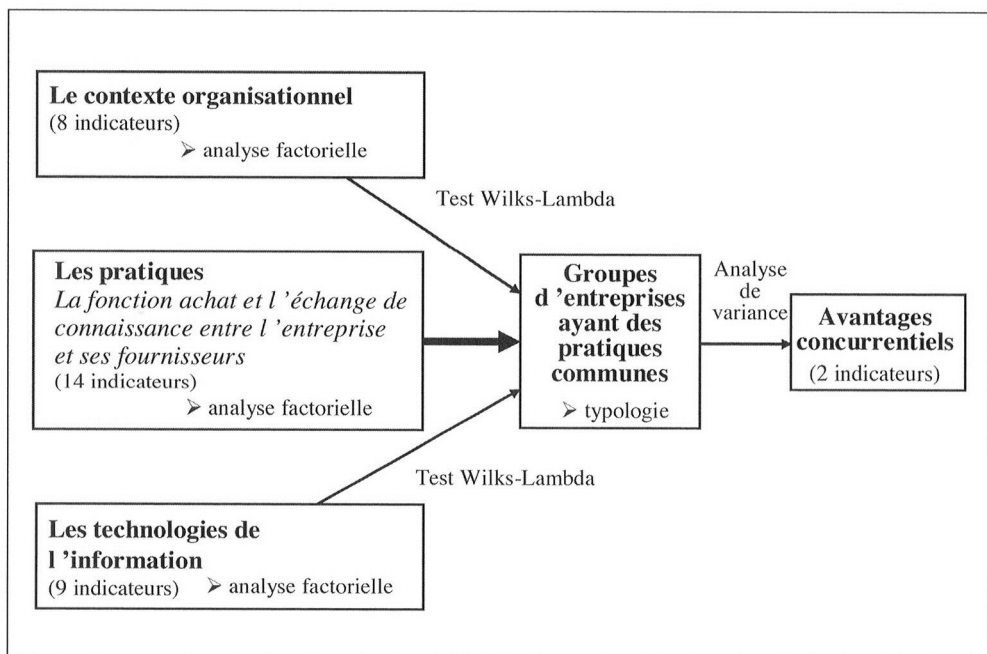 Le contexte organisationnel
(8 indicateurs)
➢ analyse factorielle
Test Wilks-Lambda
Les pratiques
La fonction achat et l ’échange de
connaissance entre l ’entreprise
et ses fournisseurs
(14 indicateurs)
➢ analyse factorielle
Groupes
d ’entreprises
ayant des
pratiques
communes
➢ typologie
Analyse
de
variance
Avantages
concurrentiels
(2 indicateurs)
Test Wilks-Lambda
Les technologies de
l ’information
(9 indicateurs) ➢ analyse factorielle